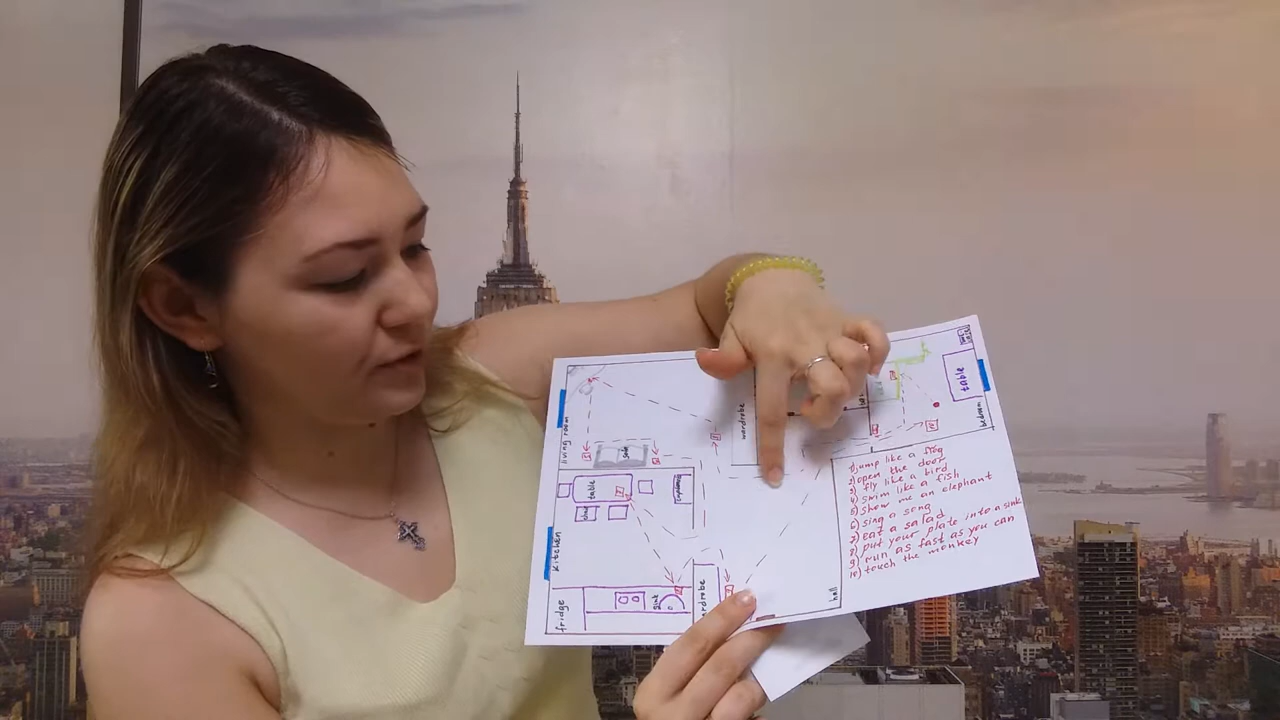 living room
sofa
wardrobe
table
bedroom
table
chair
kitchen
fridge
sink
hall
1) jump like a frog
2) open the door
3) fly like a bird
4) swim like a fish
5) show me an elephant
6) sing a song
7) eat a salad
8) put your plate into a sink
9) run as fast as you can
10) touch the monkey